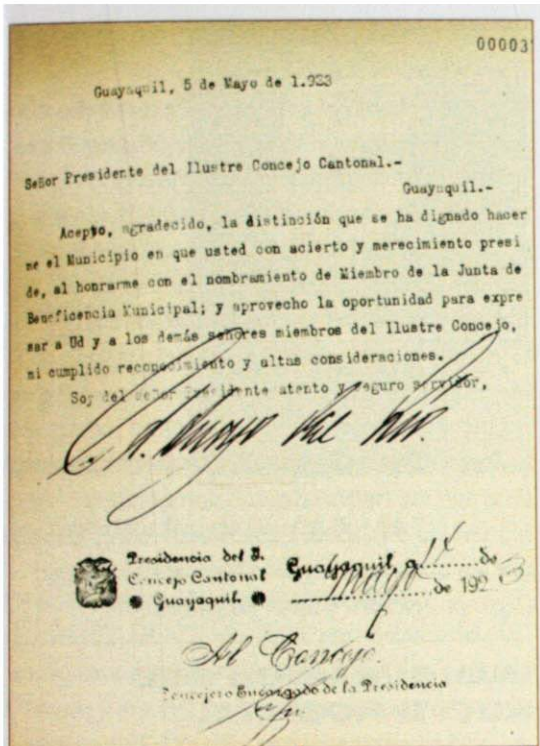 00003
Guayaquil, 5 de Mayo de 1.923
Señor Presidente del Ilustre Concejo Cantonal.-
Guayaquil.-
Acepto, agradecido, la distinción que se ha dignado hacer
me el Municipio en que usted con acierto y merecimiento presi
de, al honrarme con el nombramiento de Miembro de la Junta de
Beneficencia Municipal; y aprovecho la oportunidad para expre
sar a Ud y a los demás señores miembros del Ilustre Concejo,
mi cumplido reconocimiento y altas consideraciones.
Soy del señor Presidente atento y seguro servidor,
Presidencia del I.
Concejo Cantonal
Guayaquil
Guayaquil, a de
mayo de 1923
Al Concejo.
Concejero Encargado de la Presidencia